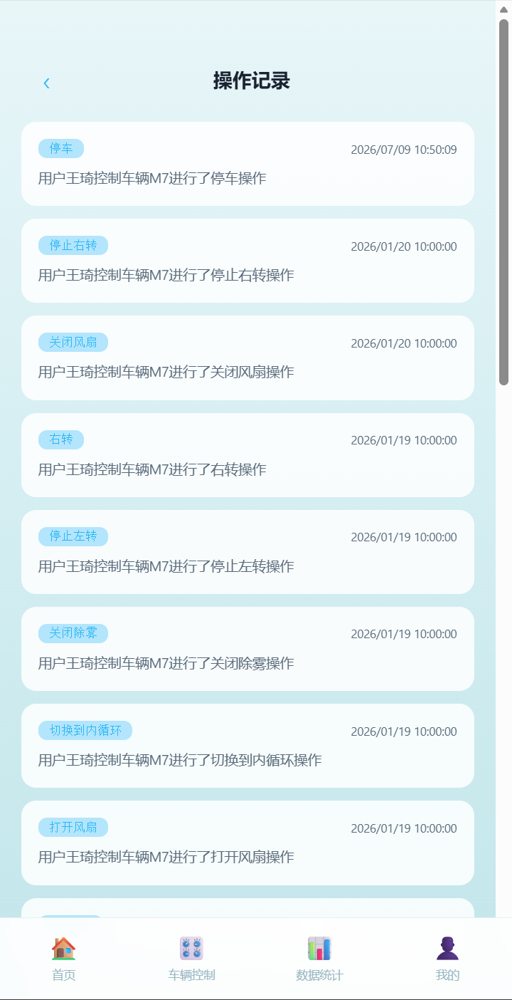 ‹
操作记录
停车
2026/07/09 10:50:09
用户王琦控制车辆M7进行了停车操作
停止右转
2026/01/20 10:00:00
用户王琦控制车辆M7进行了停止右转操作
关闭风扇
2026/01/20 10:00:00
用户王琦控制车辆M7进行了关闭风扇操作
右转
2026/01/19 10:00:00
用户王琦控制车辆M7进行了右转操作
停止左转
2026/01/19 10:00:00
用户王琦控制车辆M7进行了停止左转操作
关闭除雾
2026/01/19 10:00:00
用户王琦控制车辆M7进行了关闭除雾操作
切换到内循环
2026/01/19 10:00:00
用户王琦控制车辆M7进行了切换到内循环操作
打开风扇
2026/01/19 10:00:00
用户王琦控制车辆M7进行了打开风扇操作
首页
车辆控制
数据统计
我的